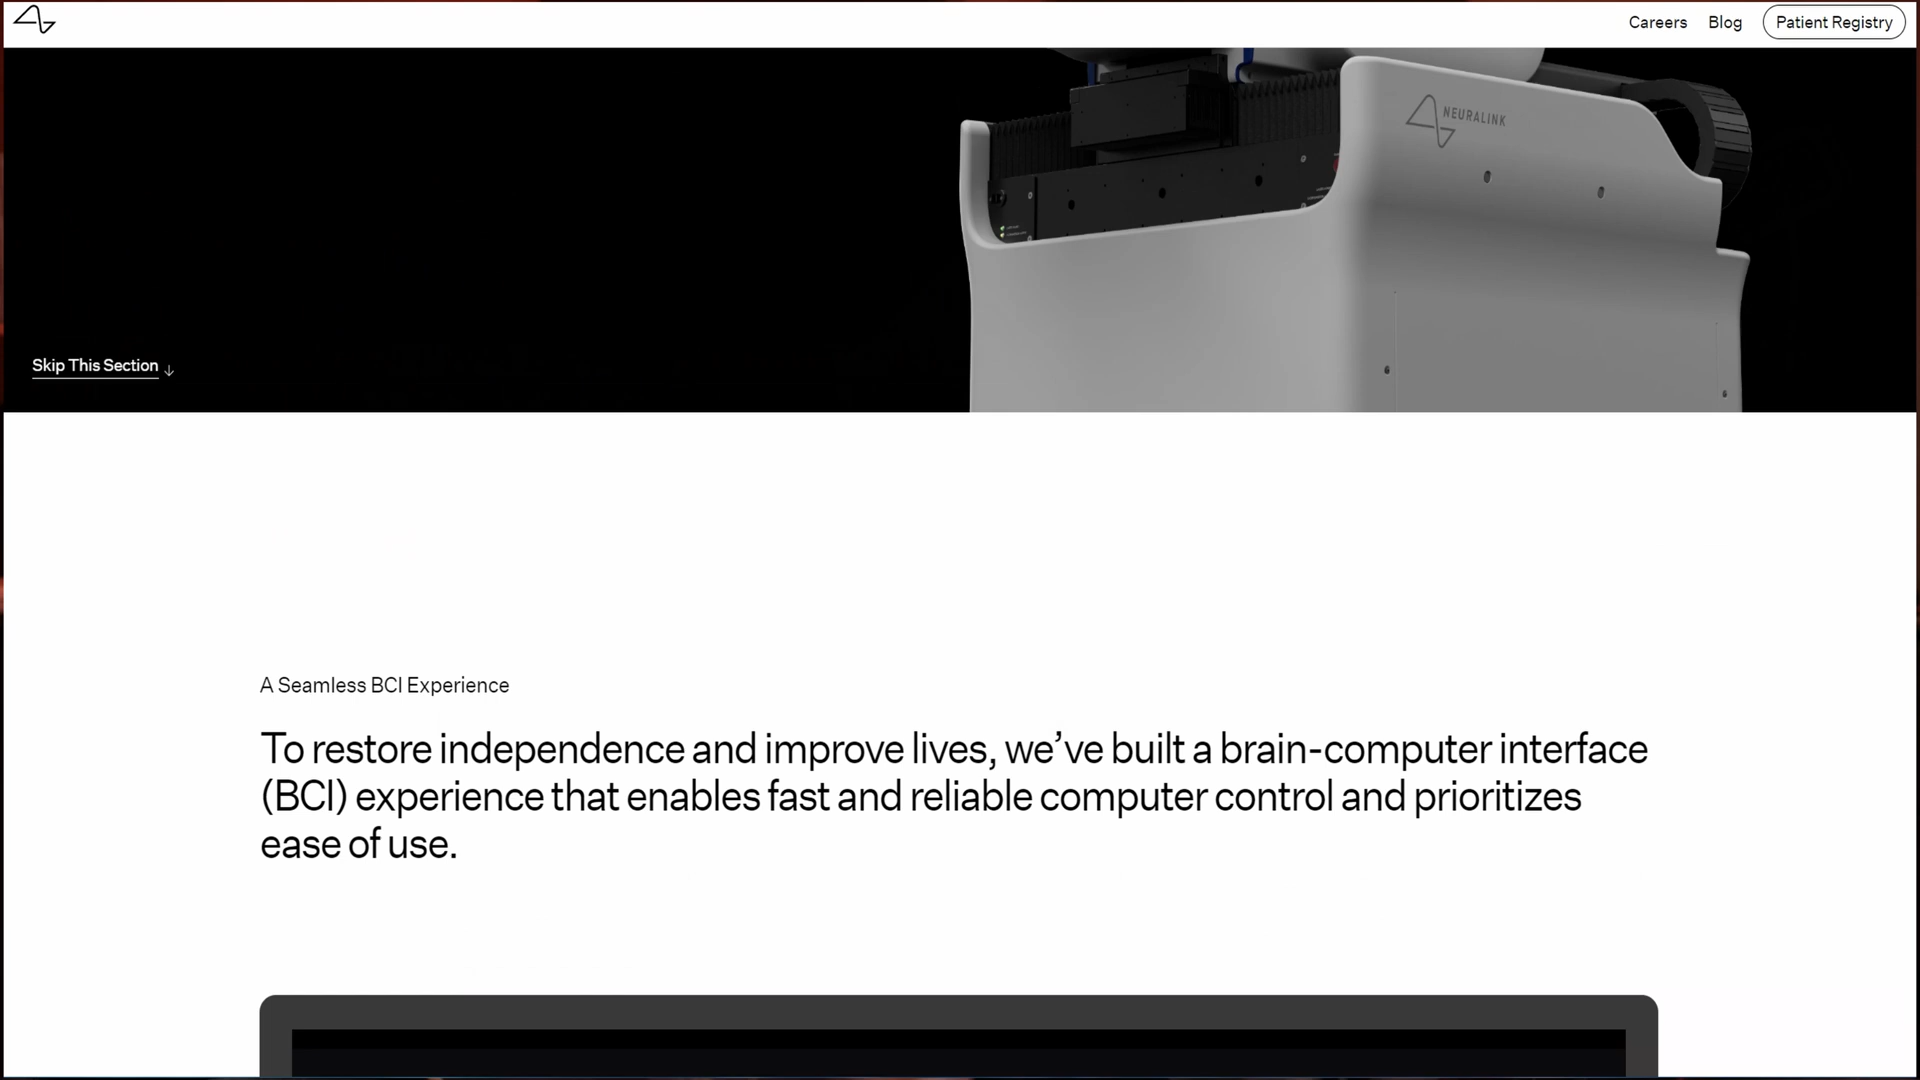 Careers Blog Patient Registry
NEURALINK
Skip This Section ↓
A Seamless BCI Experience
To restore independence and improve lives, we’ve built a brain-computer interface
(BCI) experience that enables fast and reliable computer control and prioritizes
ease of use.